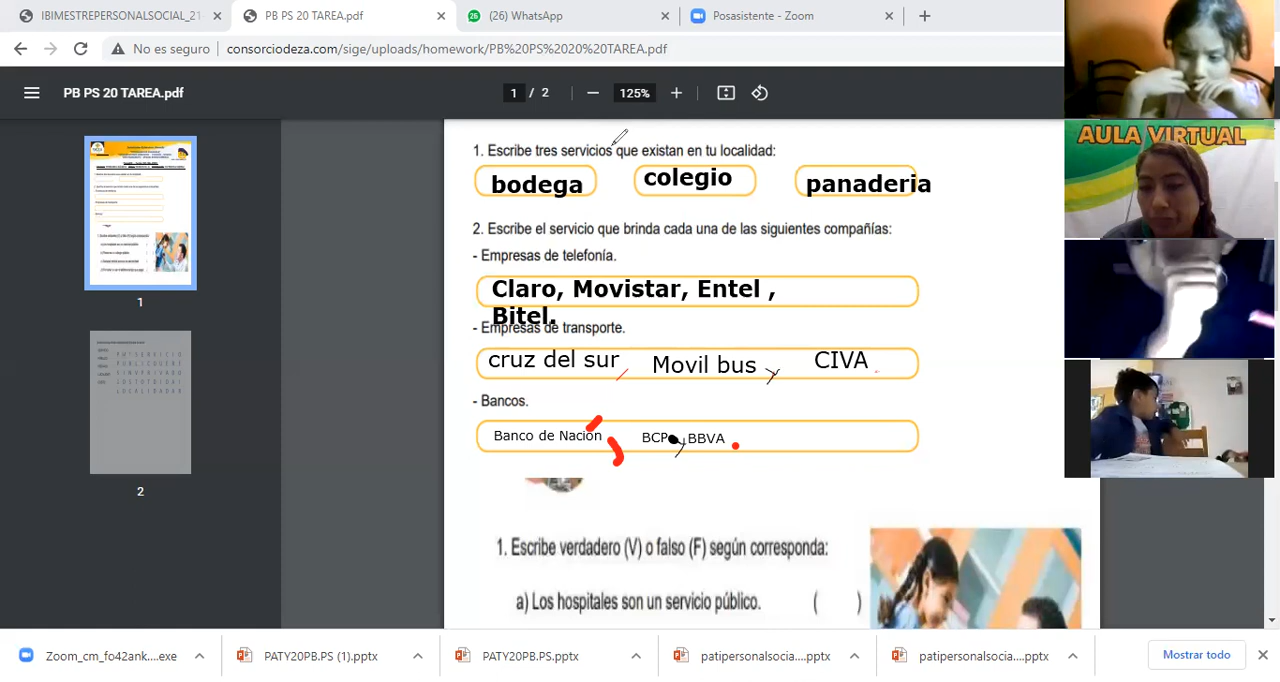 IBIMESTREPERSONALSOCIAL_21-
PB PS 20 TAREA.pdf
(26) WhatsApp
Posasistente - Zoom
No es seguro
consorciodeza.com/sige/uploads/homework/PB%20PS%2020%20TAREA.pdf
PB PS 20 TAREA.pdf
1 / 2
125%
AULA VIRTUAL
1. Escribe tres servicios que existan en tu localidad:
bodega colegio panaderia
2. Escribe el servicio que brinda cada una de las siguientes compañías:
- Empresas de telefonía.
Claro, Movistar, Entel ,
Bitel.
- Empresas de transporte.
cruz del sur, Movil bus y CIVA.
- Bancos.
Banco de Nación, BCP, BBVA.
1. Escribe verdadero (V) o falso (F) según corresponda:
a) Los hospitales son un servicio público. ( )
1
2
Zoom_cm_fo42ank....exe
PATY20PB.PS (1).pptx
PATY20PB.PS.pptx
patipersonalsocia....pptx
patipersonalsocia....pptx
Mostrar todo